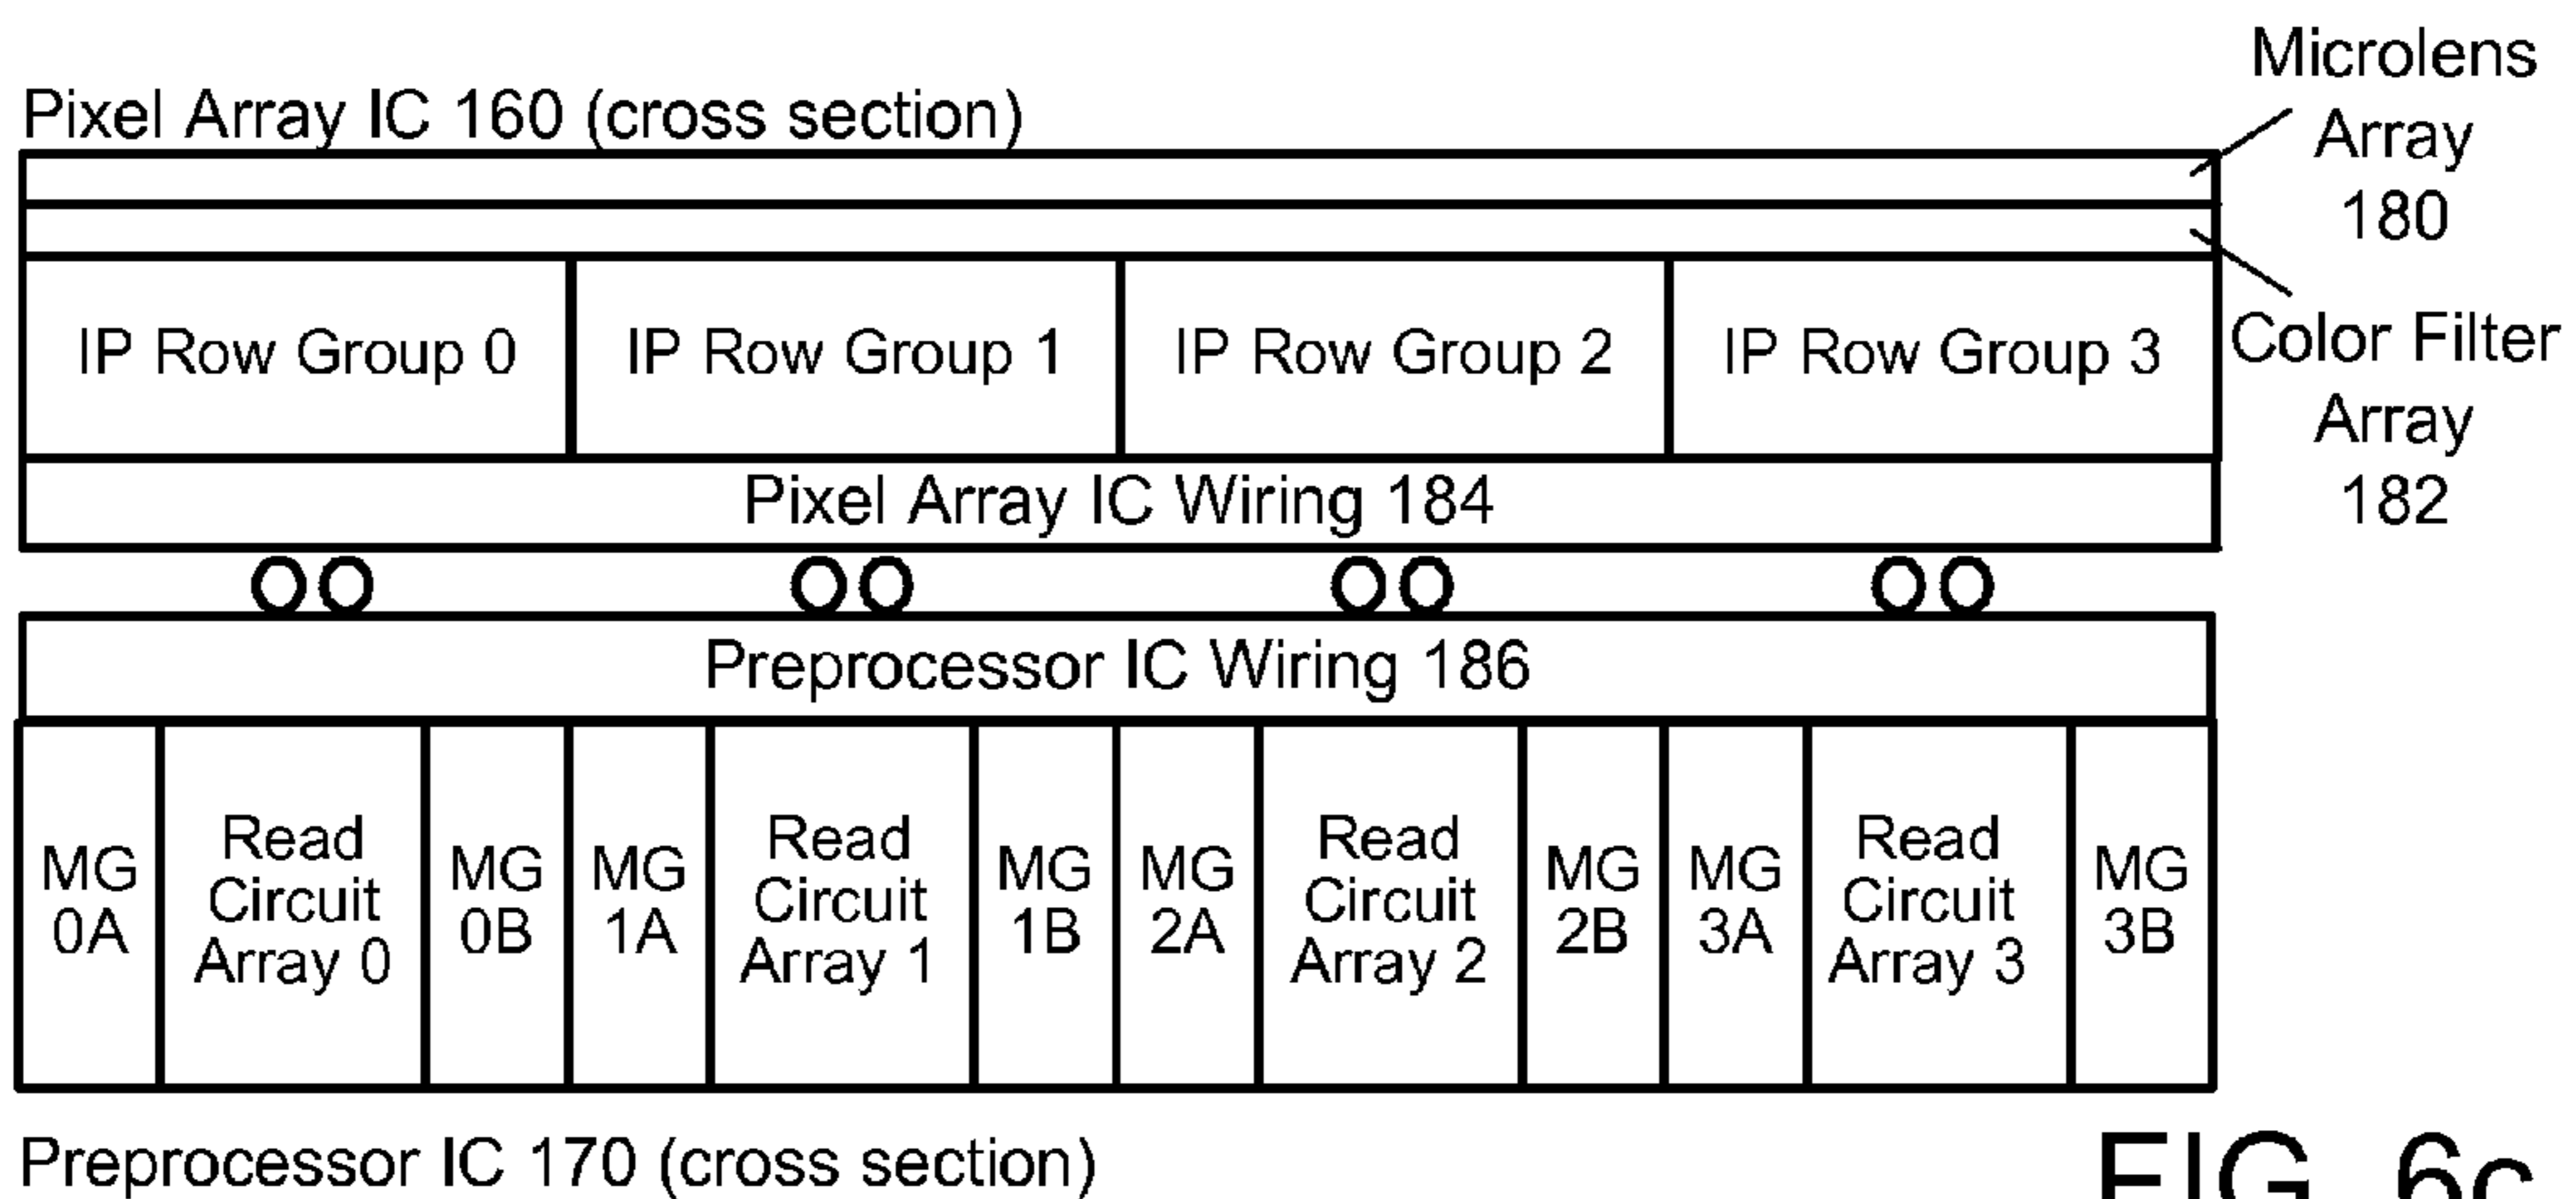 Pixel Array IC 160 (cross section)
Microlens
Array
180
Color Filter
Array
182
IP Row Group 0
IP Row Group 1
IP Row Group 2
IP Row Group 3
Pixel Array IC Wiring 184
Preprocessor IC Wiring 186
MG
0A
Read
Circuit
Array 0
MG
0B
MG
1A
Read
Circuit
Array 1
MG
1B
MG
2A
Read
Circuit
Array 2
MG
2B
MG
3A
Read
Circuit
Array 3
MG
3B
Preprocessor IC 170 (cross section)
FIG. 6c